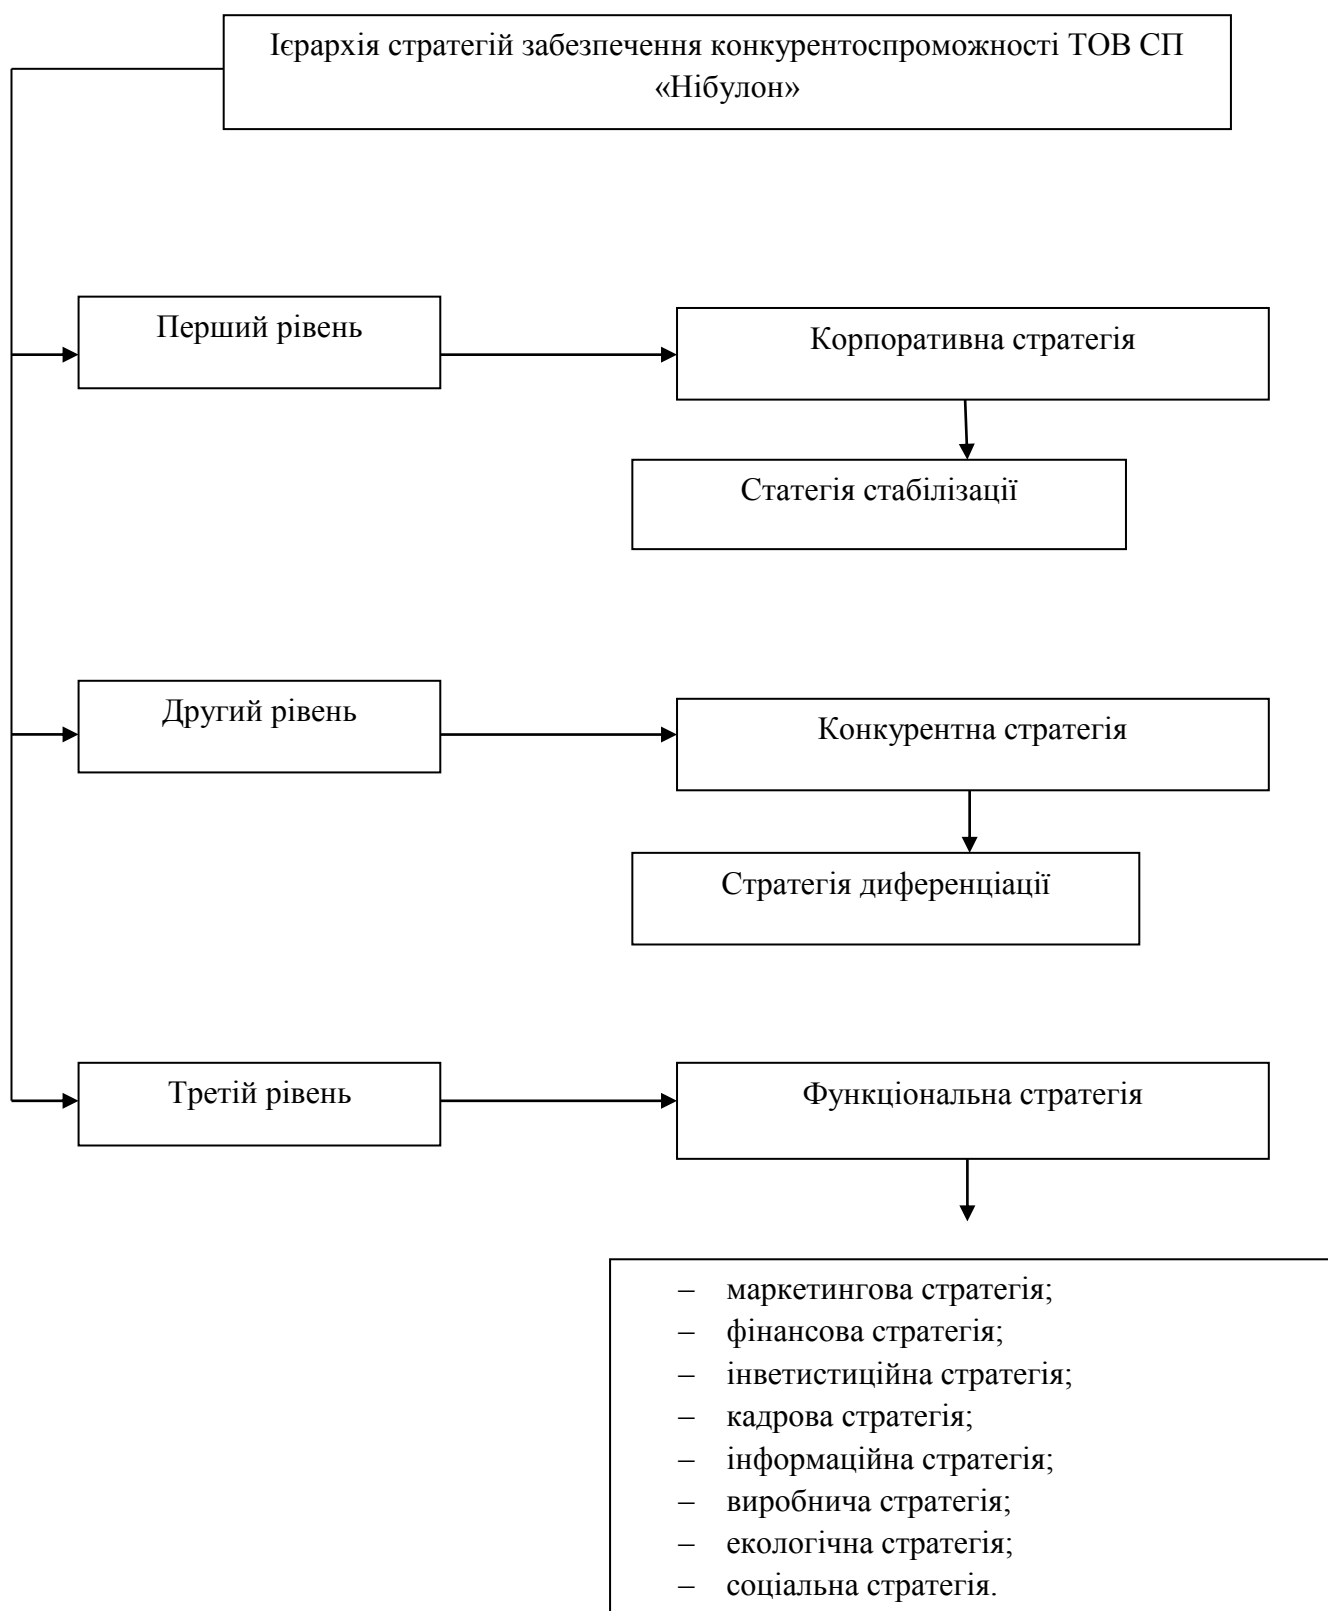 Ієрархія стратегій забезпечення конкурентоспроможності ТОВ СП
«Нібулон»
Перший рівень
Корпоративна стратегія
Статегія стабілізації
Другий рівень
Конкурентна стратегія
Стратегія диференціації
Третій рівень
Функціональна стратегія
– маркетингова стратегія;
– фінансова стратегія;
– інветистиційна стратегія;
– кадрова стратегія;
– інформаційна стратегія;
– виробнича стратегія;
– екологічна стратегія;
– соціальна стратегія.